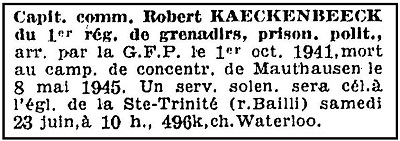 Capit. comm. Robert KAECKENBEECK
du 1er rég. de grenadirs, prison. polit.,
arr. par la G.F.P. le 1er oct. 1941, mort
au camp. de concentr. de Mauthausen le
8 mai 1945. Un serv. solen. sera cél.à
l'égl. de la Ste-Trinité (r.Bailli) samedi
23 juin, à 10 h., 496k, ch. Waterloo.